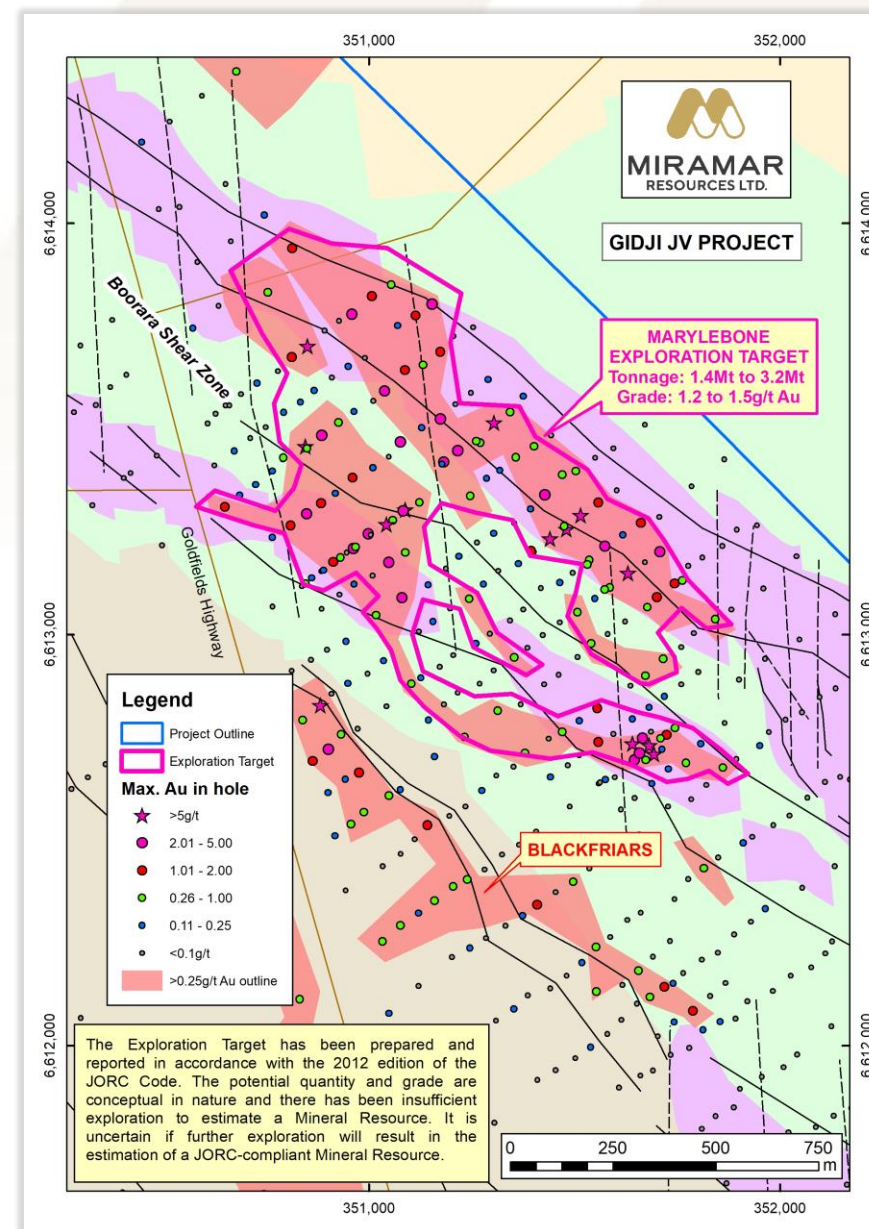 351,000
352,000
MIRAMAR
RESOURCES LTD.
GIDJI JV PROJECT
6,614,000
6,614,000
Boorara Shear Zone
MARYLEBONE
EXPLORATION TARGET
Tonnage: 1.4Mt to 3.2Mt
Grade: 1.2 to 1.5g/t Au
Goldfields Highway
6,613,000
6,613,000
Legend
Project Outline
Exploration Target
Max. Au in hole
>5g/t
2.01 - 5.00
1.01 - 2.00
0.26 - 1.00
0.11 - 0.25
<0.1g/t
>0.25g/t Au outline
BLACKFRIARS
6,612,000
6,612,000
The Exploration Target has been prepared and
reported in accordance with the 2012 edition of the
JORC Code. The potential quantity and grade are
conceptual in nature and there has been insufficient
exploration to estimate a Mineral Resource. It is
uncertain if further exploration will result in the
estimation of a JORC-compliant Mineral Resource.
0 250 500 750
m
351,000
352,000